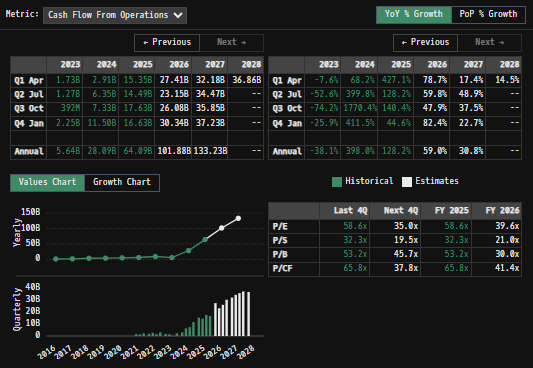 Metric: Cash Flow From Operations YoY % Growth PoP % Growth
← Previous Next → ← Previous Next →
2023 2024 2025 2026 2027 2028 2023 2024 2025 2026 2027 2028
Q1 Apr 1.73B 2.91B 15.35B 27.41B 32.18B 36.86B Q1 Apr -7.6% 68.2% 427.1% 78.7% 17.4% 14.5%
Q2 Jul 1.27B 6.35B 14.49B 23.15B 34.47B -- Q2 Jul -52.6% 399.8% 128.2% 59.8% 48.9% --
Q3 Oct 392M 7.33B 17.63B 26.08B 35.85B -- Q3 Oct -74.2% 1770.4% 140.4% 47.9% 37.5% --
Q4 Jan 2.25B 11.50B 16.63B 30.34B 37.23B -- Q4 Jan -25.9% 411.5% 44.6% 82.4% 22.7% --
Annual 5.64B 28.09B 64.09B 101.88B 133.23B -- Annual -38.1% 398.0% 128.2% 59.0% 30.8% --
Values Chart Growth Chart Historical Estimates
Last 4Q Next 4Q FY 2025 FY 2026
P/E 58.6x 35.0x 58.6x 39.6x
P/S 32.3x 19.5x 32.3x 21.0x
P/B 53.2x 45.7x 53.2x 30.0x
P/CF 65.8x 37.8x 65.8x 41.4x
Yearly
150B
100B
50B
0
Quarterly
40B
30B
20B
10B
0
2016 2017 2018 2019 2020 2021 2022 2023 2024 2025 2026 2027 2028